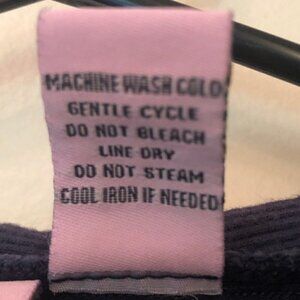 MACHINE WASH COLD
GENTLE CYCLE
DO NOT BLEACH
LINE DRY
DO NOT STEAM
COOL IRON IF NEEDED